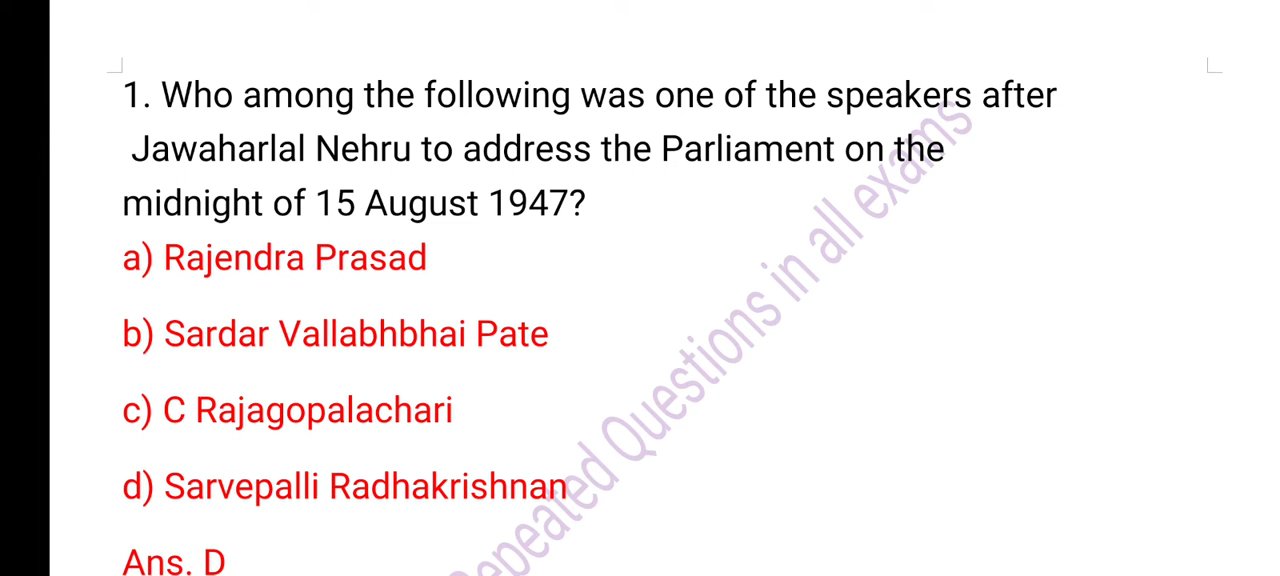 1. Who among the following was one of the speakers after
Jawaharlal Nehru to address the Parliament on the
midnight of 15 August 1947?
a) Rajendra Prasad
b) Sardar Vallabhbhai Pate
c) C Rajagopalachari
d) Sarvepalli Radhakrishnan
Ans. D
Repeated Questions in all exams